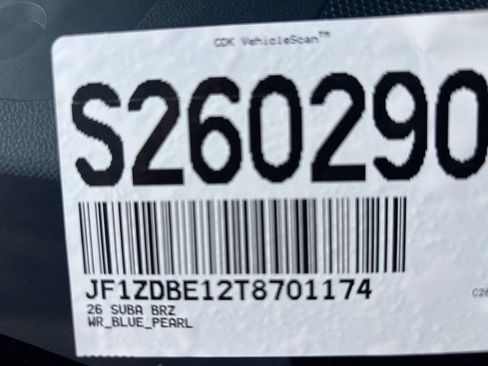 CDK VehicleScan™
S260290
JF1ZDBE12T8701174
26 SUBA BRZ
WR_BLUE_PEARL